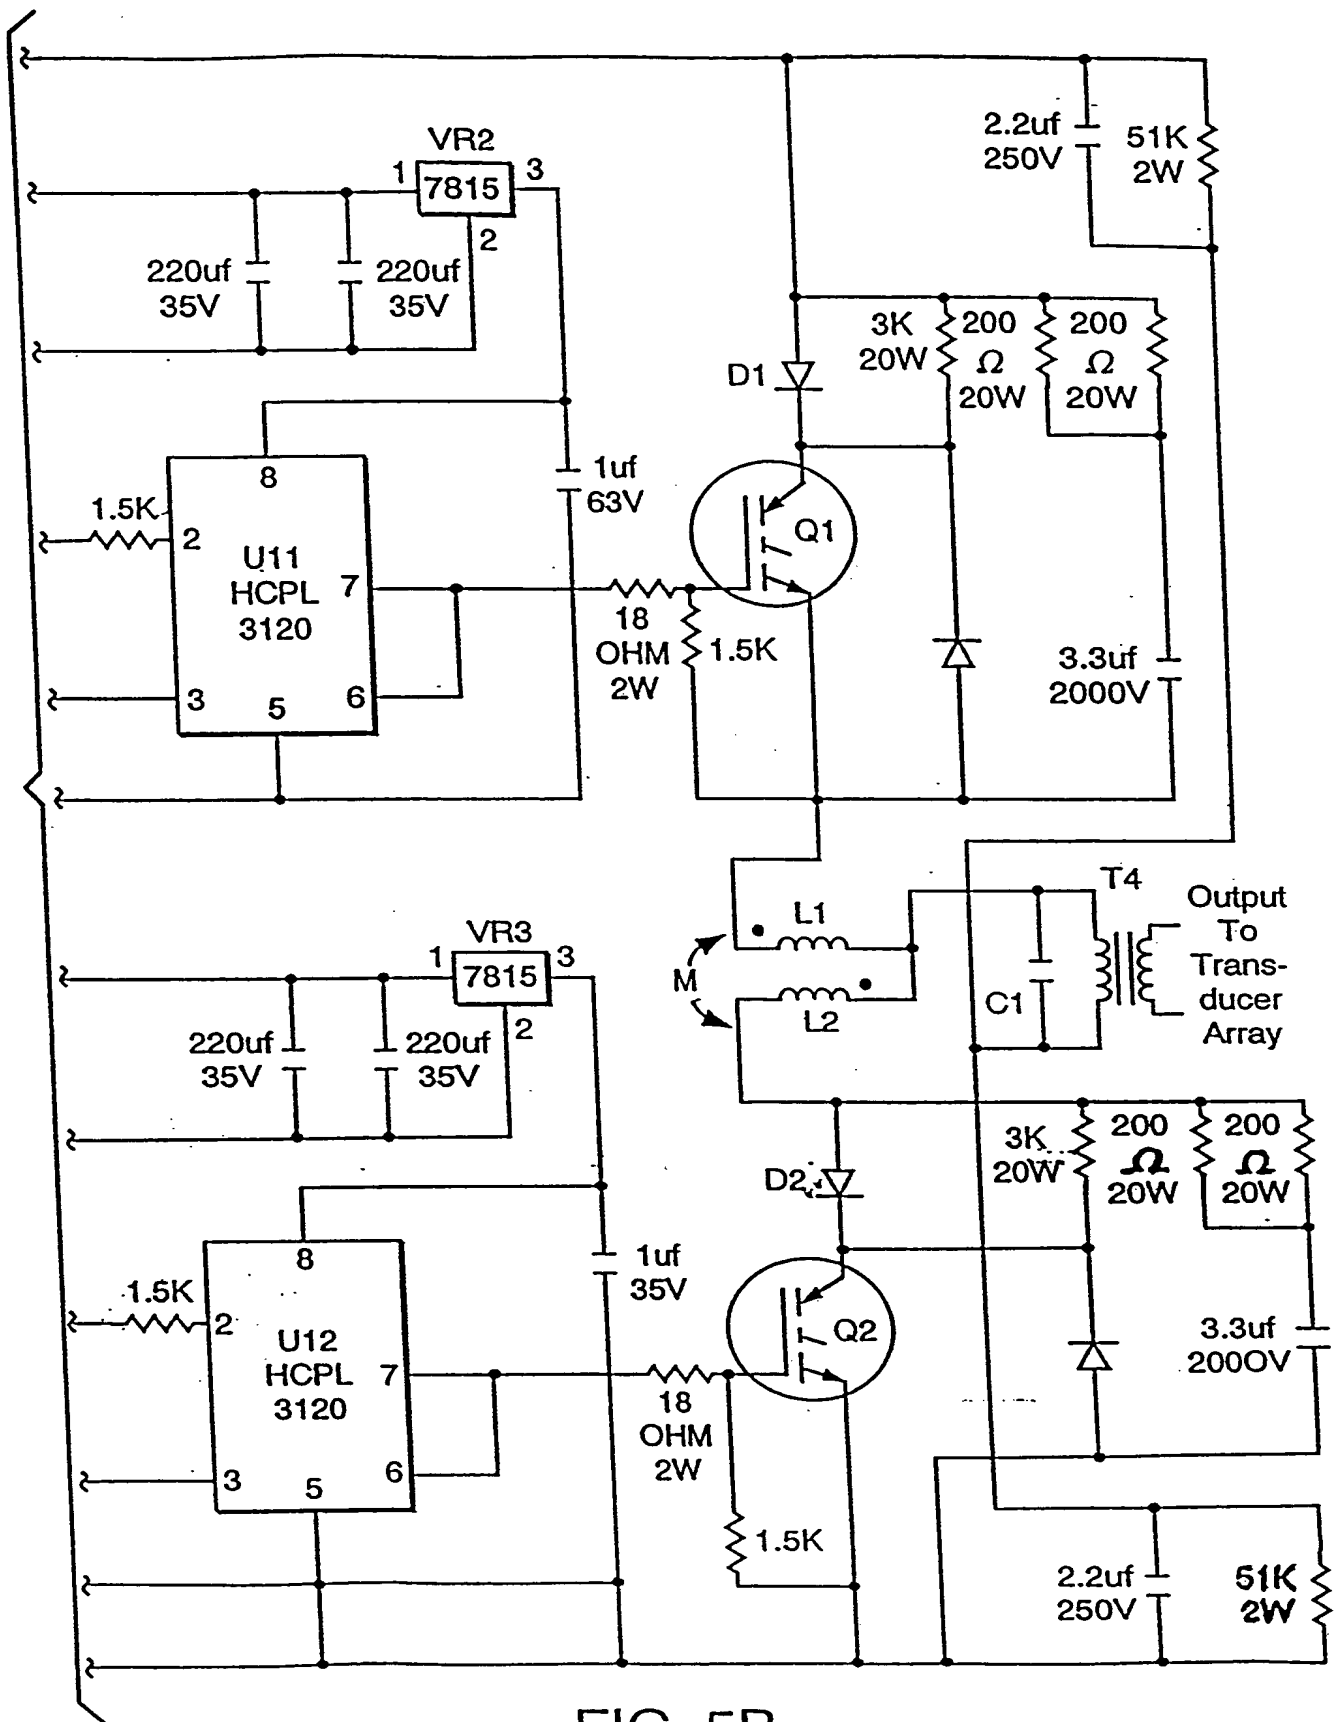 2.2uf
250V
51K
2W
VR2
1
7815
3
2
220uf
35V
220uf
35V
3K
20W
200
Ω
20W
200
Ω
20W
D1
8
1uf
63V
1.5K
2
U11
HCPL
3120
7
Q1
18
OHM
2W
1.5K
3
5
6
3.3uf
2000V
T4
Output
To
Trans-
ducer
Array
L1
M
L2
C1
VR3
1
7815
3
2
220uf
35V
220uf
35V
3K
20W
200
Ω
20W
200
Ω
20W
D2
8
1uf
35V
1.5K
2
U12
HCPL
3120
7
Q2
18
OHM
2W
3.3uf
200OV
3
5
6
1.5K
2.2uf
250V
51K
2W
FIG. 5B